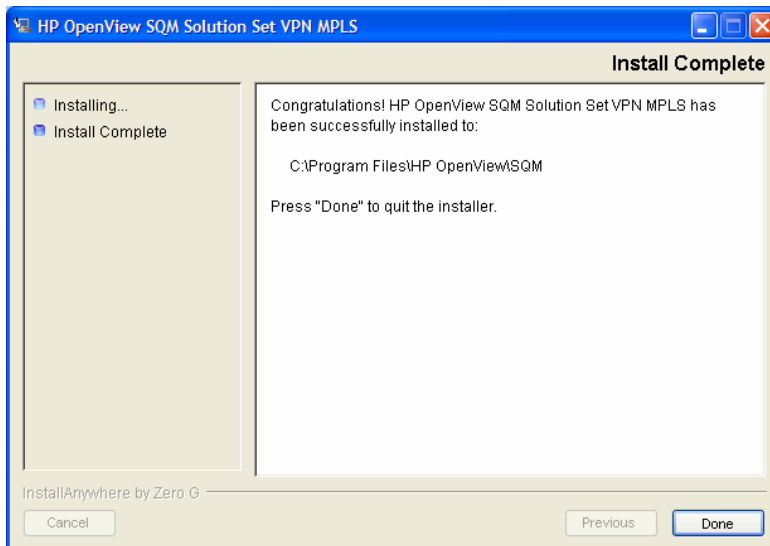 HP OpenView SQM Solution Set VPN MPLS
Install Complete
Installing...
Install Complete
Congratulations! HP OpenView SQM Solution Set VPN MPLS has
been successfully installed to:
C:\Program Files\HP OpenView\SQM
Press "Done" to quit the installer.
InstallAnywhere by Zero G
Cancel
Previous
Done